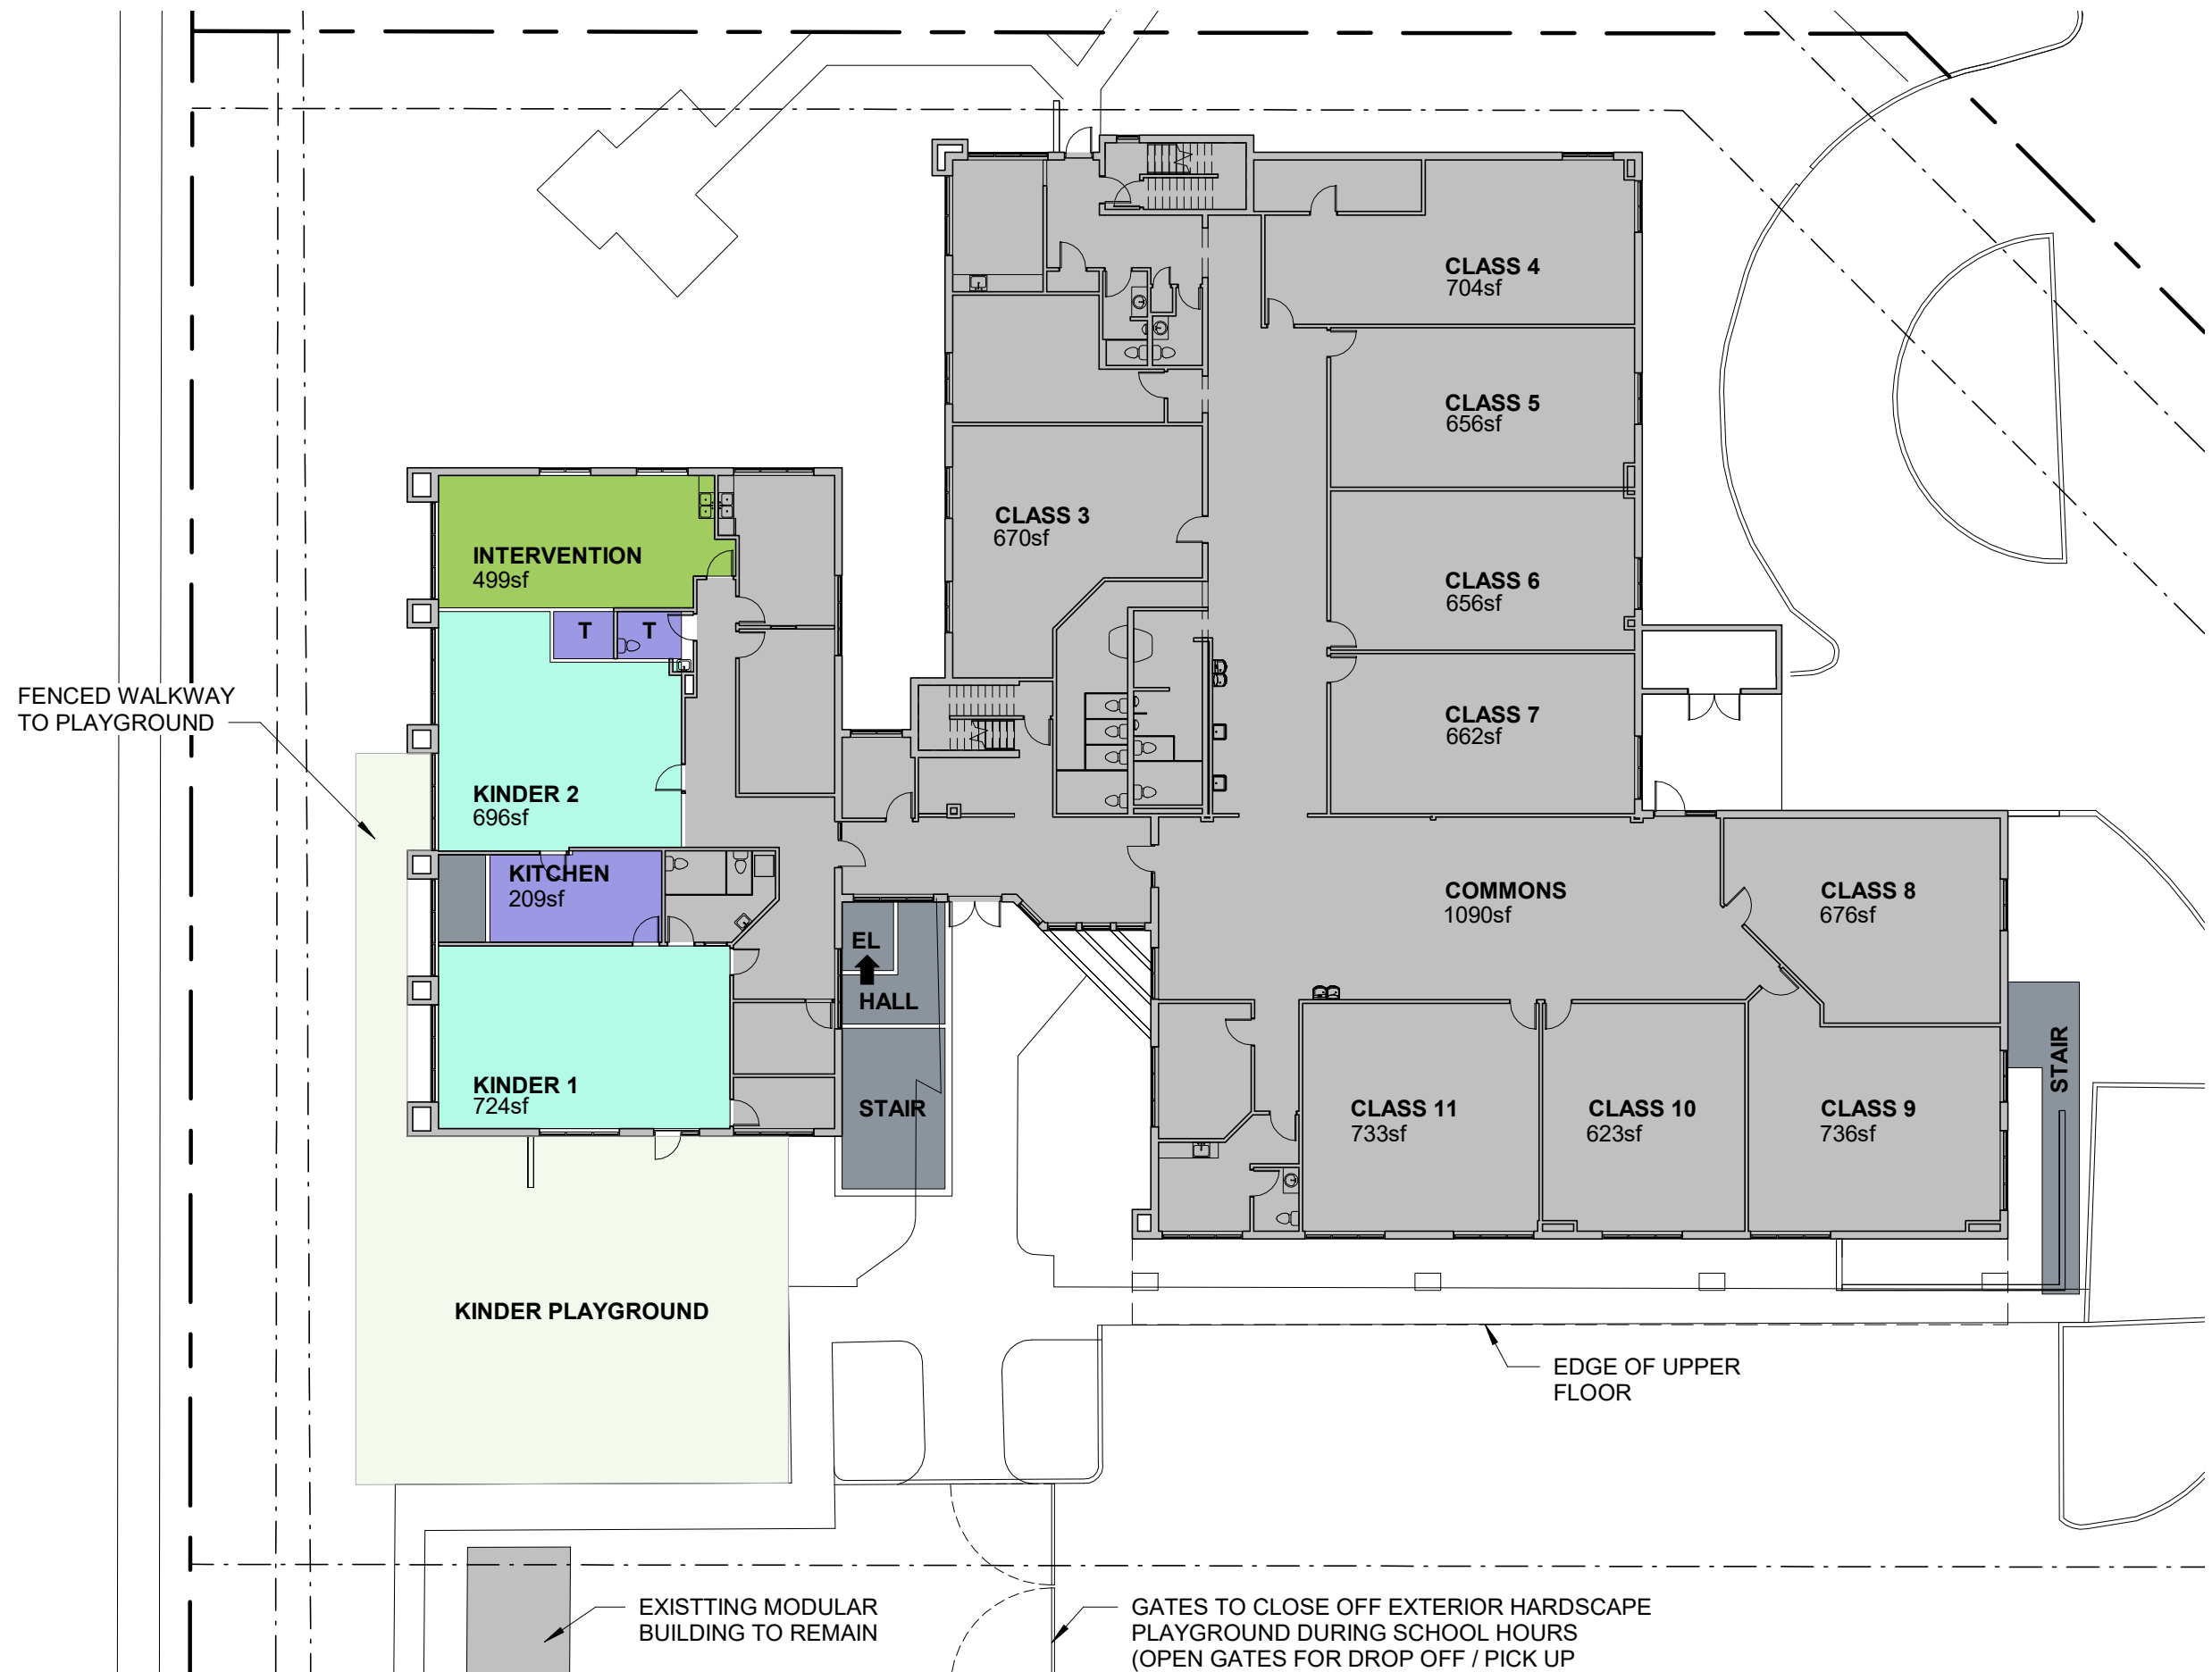 CLASS 4
704sf
CLASS 5
656sf
CLASS 3
670sf
INTERVENTION
499sf
CLASS 6
656sf
T
T
FENCED WALKWAY
TO PLAYGROUND
CLASS 7
662sf
KINDER 2
696sf
KITCHEN
209sf
COMMONS
1090sf
CLASS 8
676sf
EL
HALL
KINDER 1
724sf
STAIR
STAIR
CLASS 11
733sf
CLASS 10
623sf
CLASS 9
736sf
KINDER PLAYGROUND
EDGE OF UPPER
FLOOR
EXISTTING MODULAR
BUILDING TO REMAIN
GATES TO CLOSE OFF EXTERIOR HARDSCAPE
PLAYGROUND DURING SCHOOL HOURS
(OPEN GATES FOR DROP OFF / PICK UP